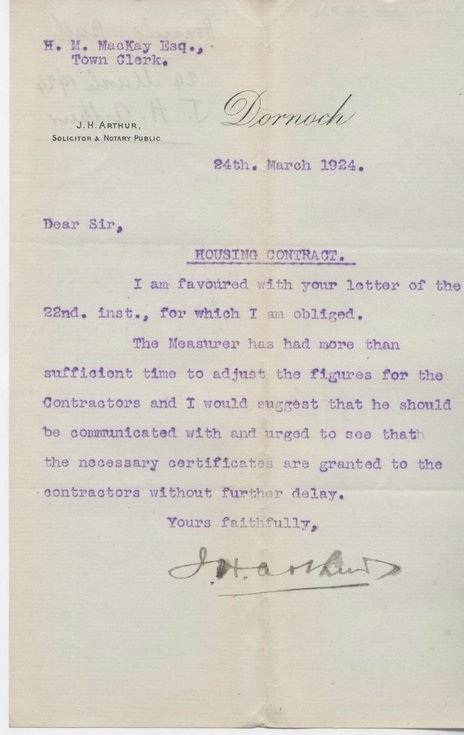 H. M. MacKay Esq.,
Town Clerk.
J. H. ARTHUR,
SOLICITOR & NOTARY PUBLIC.
Dornoch
24th. March 1924.
Dear Sir,
HOUSING CONTRACT.
I am favoured with your letter of the
22nd. inst., for which I am obliged.
The Measurer has had more than
sufficient time to adjust the figures for the
Contractors and I would suggest that he should
be communicated with and urged to see thath
the necessary certificates are granted to the
contractors without further delay.
Yours faithfully,
J. H. Arthur